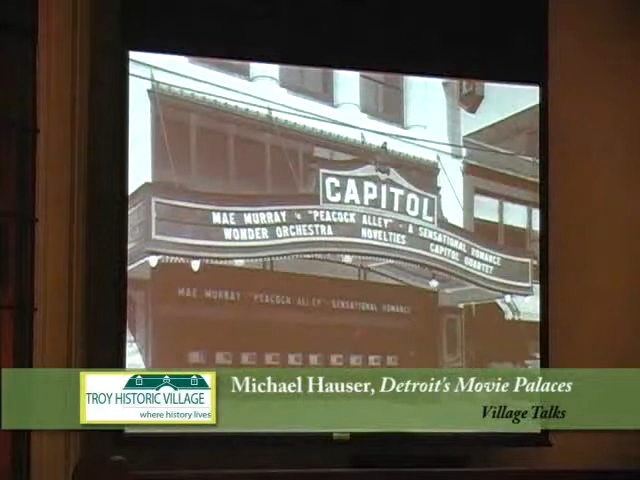 CAPITOL
MAE MURRAY in "PEACOCK ALLEY" - A SENSATIONAL ROMANCE
WONDER ORCHESTRA NOVELTIES CAPITOL QUARTET
MAE MURRAY "PEACOCK ALLEY" SENSATIONAL ROMANCE
TROY HISTORIC VILLAGE
where history lives
Michael Hauser, Detroit's Movie Palaces
Village Talks